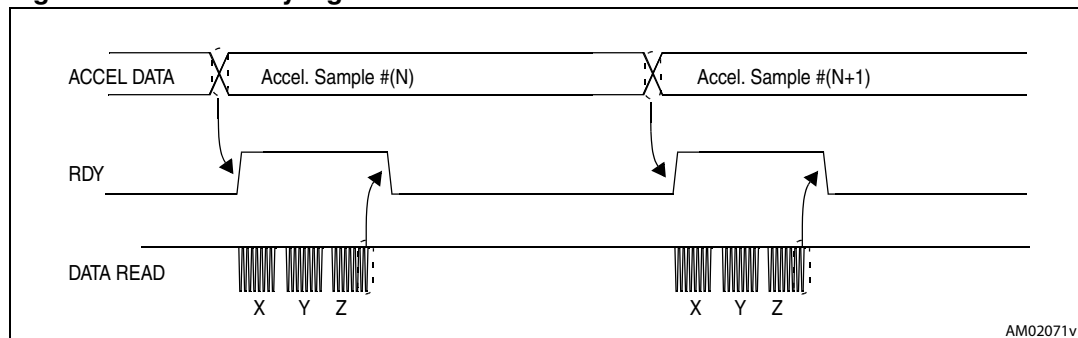 ACCEL DATA
Accel. Sample #(N)
Accel. Sample #(N+1)
RDY
DATA READ
X Y Z
X Y Z
AM02071v